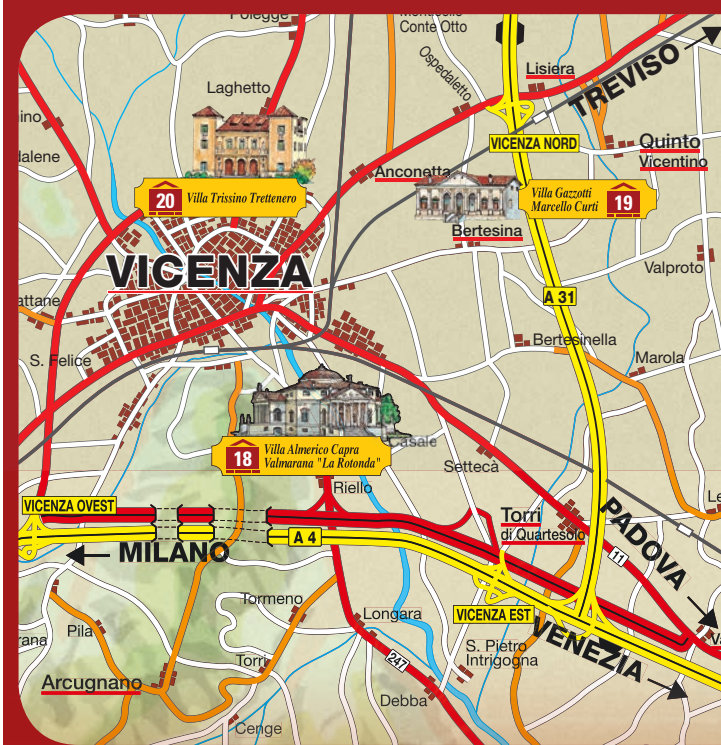 Polegge
Conte Otto
Ospedaletto
Lisiera
TREVISO
Laghetto
VICENZA NORD
Quinto
Vicentino
Anconetta
20 Villa Trissino Trettenero
Villa Gazzotti
Marcello Curti 19
Bertesina
VICENZA
Valproto
A 31
S. Felice
Bertesinella
Marola
Casale
18 Villa Almerico Capra
Valmarana "La Rotonda"
Settecà
Riello
VICENZA OVEST
Torri
di Quartesolo
PADOVA
A 4
MILANO
11
Tormeno
VICENZA EST
Longara
VENEZIA
Pila
Torri
S. Pietro
Intrigogna
247
Arcugnano
Debba
Cenge